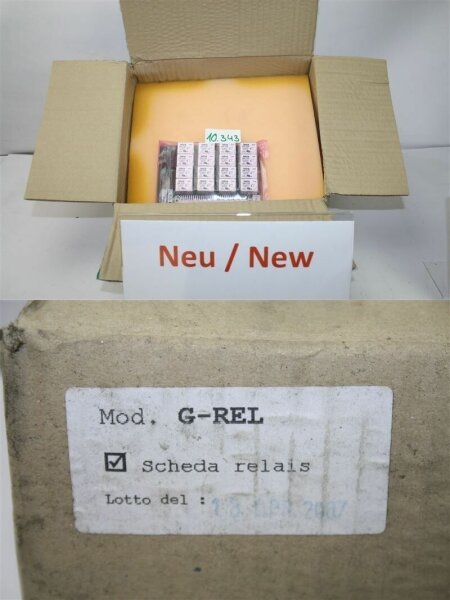 10.343
Neu / New
Mod. G-REL
☑ Scheda relais
Lotto del :